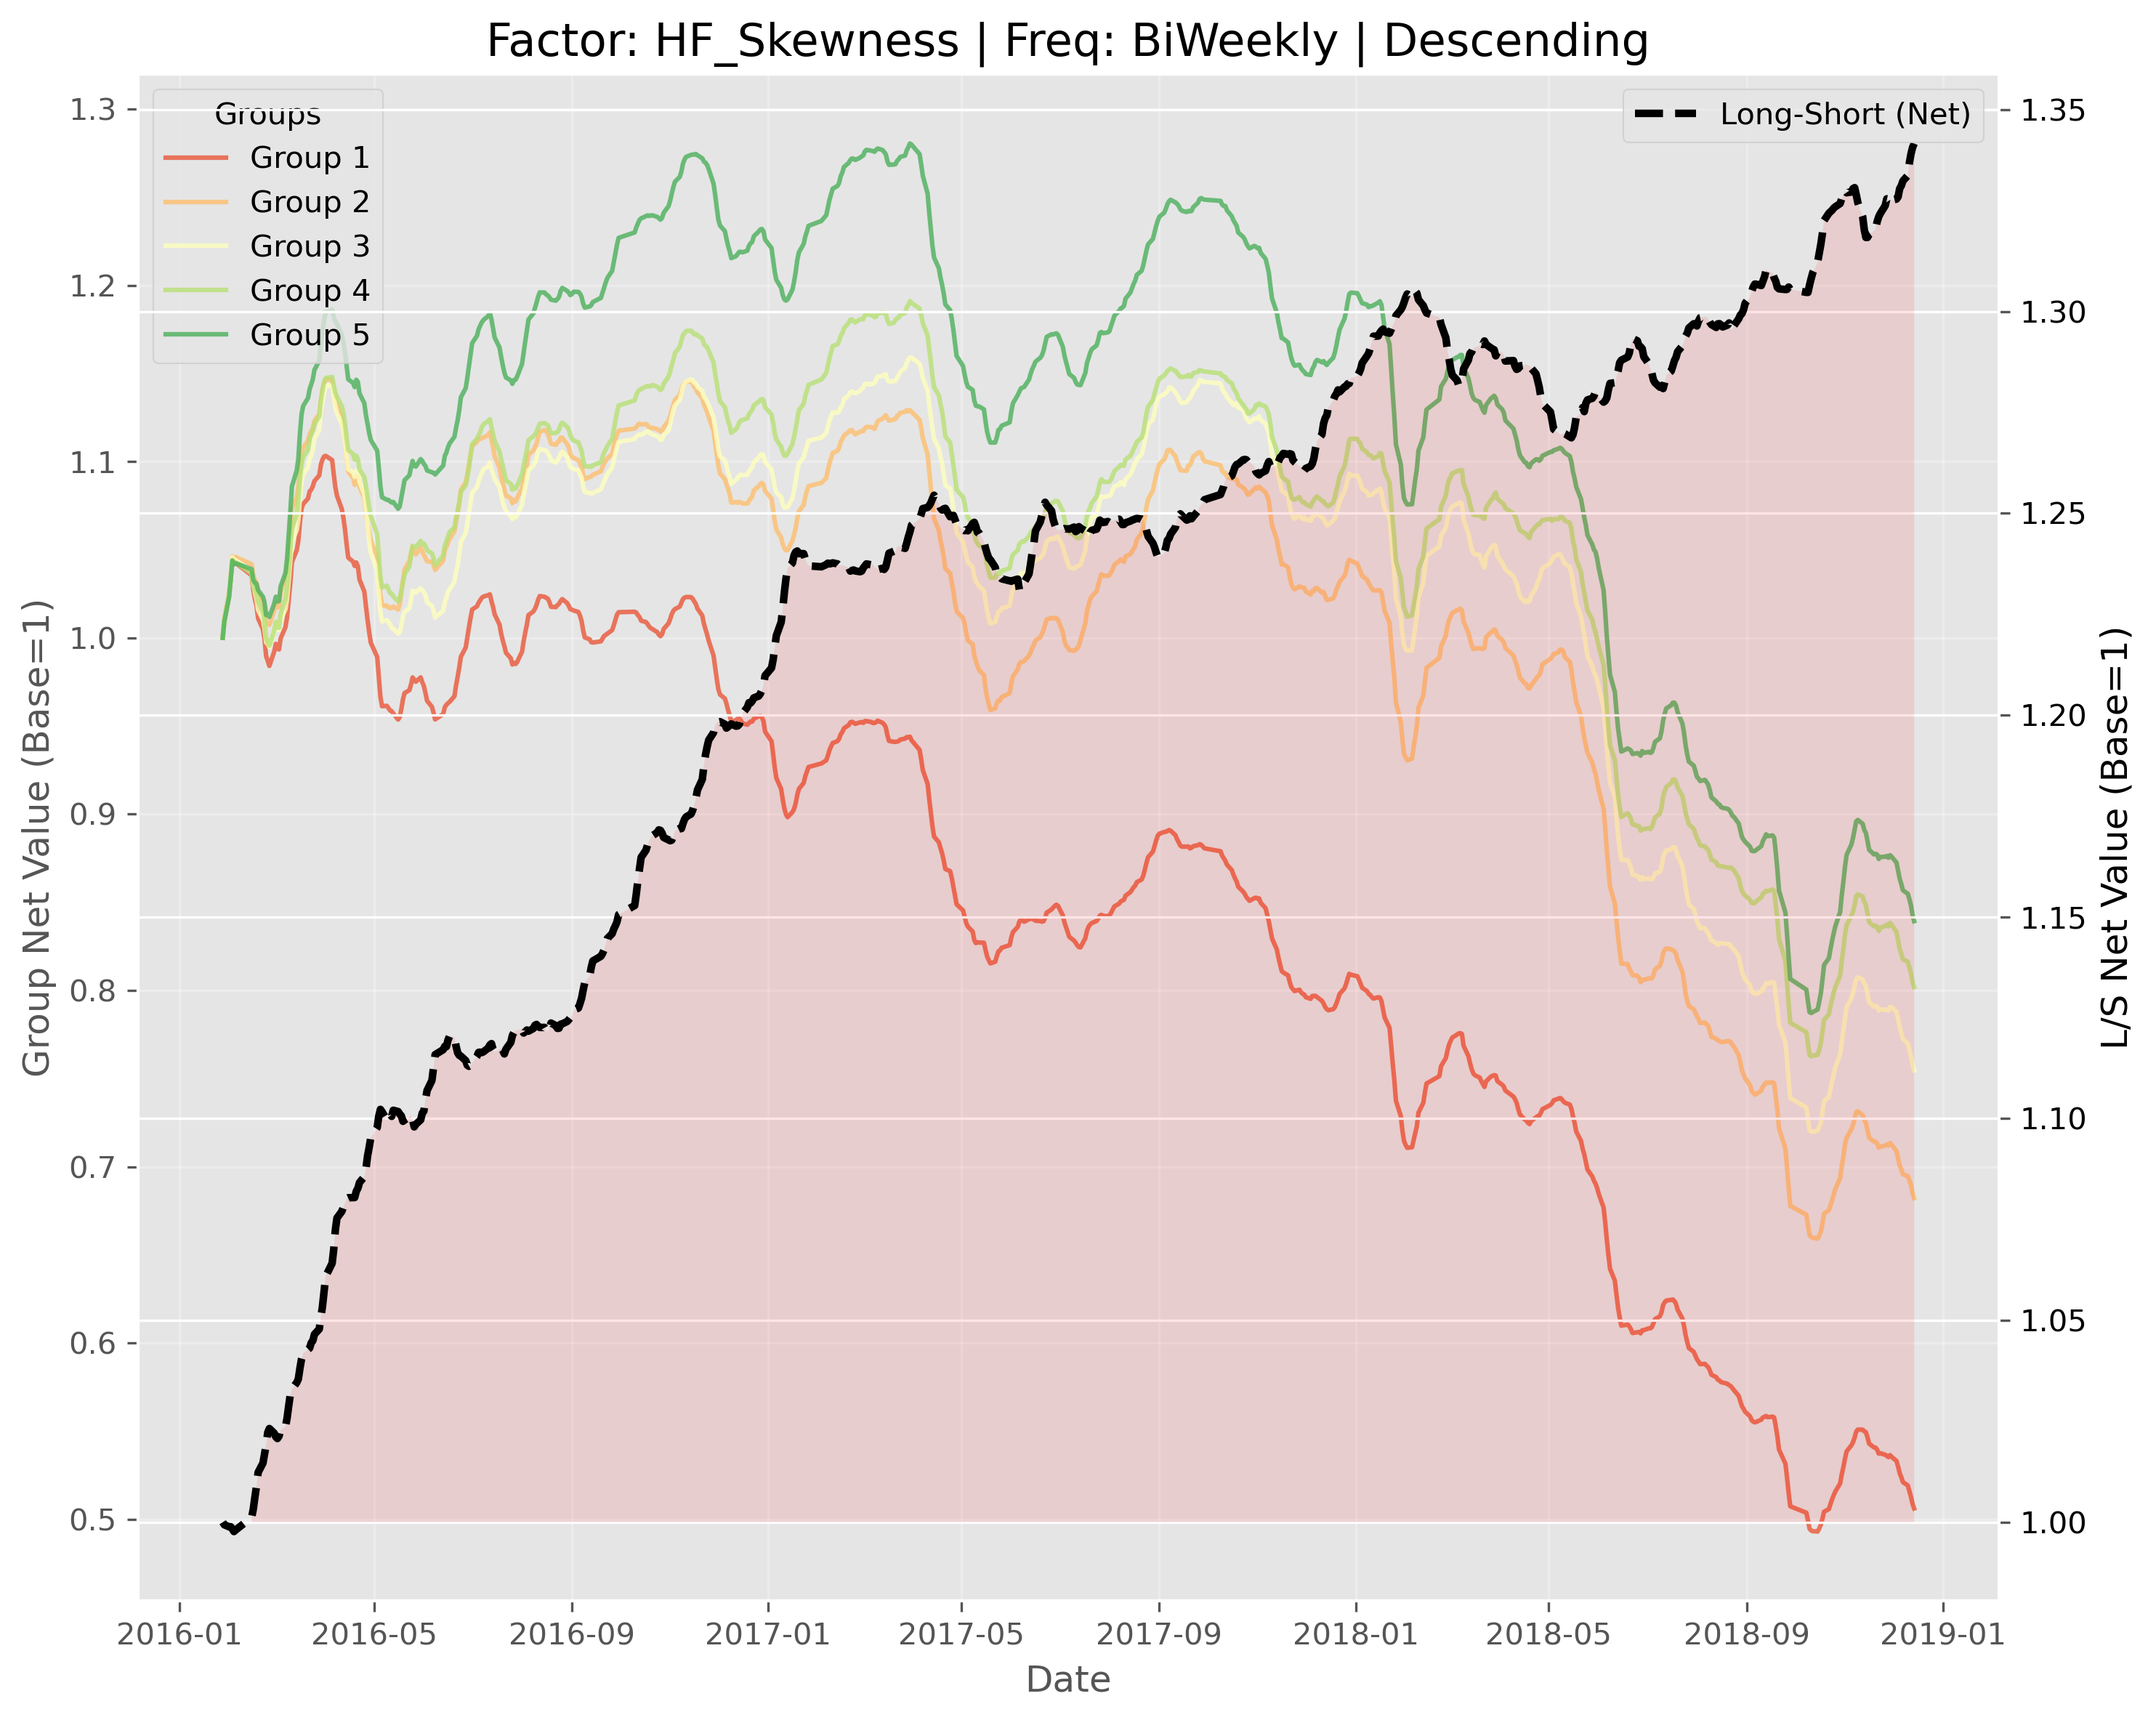 Factor: HF_Skewness | Freq: BiWeekly | Descending
Groups
Group 1
Group 2
Group 3
Group 4
Group 5
Long-Short (Net)
Group Net Value (Base=1)
1.3
1.2
1.1
1.0
0.9
0.8
0.7
0.6
0.5
1.35
1.30
1.25
1.20
1.15
1.10
1.05
1.00
L/S Net Value (Base=1)
2016-01 2016-05 2016-09 2017-01 2017-05 2017-09 2018-01 2018-05 2018-09 2019-01
Date